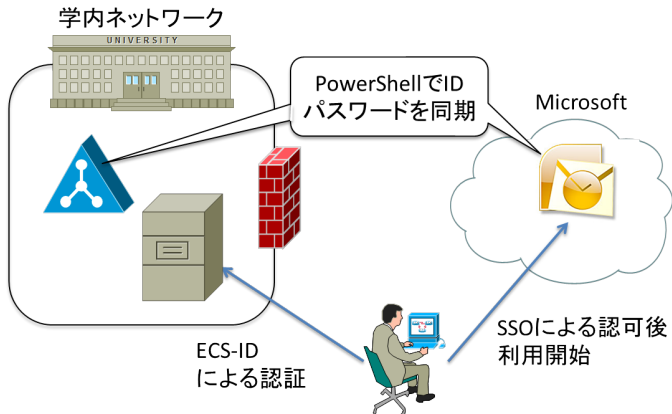 学内ネットワーク
UNIVERSITY
PowerShellでID
パスワードを同期
Microsoft
ECS-ID
による認証
SSOによる認可後
利用開始